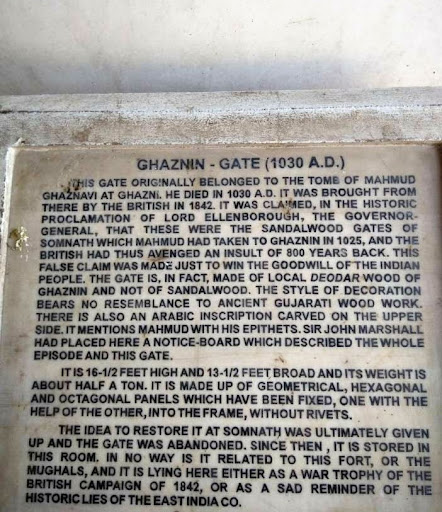 GHAZNIN - GATE (1030 A.D.)
THIS GATE ORIGINALLY BELONGED TO THE TOMB OF MAHMUD
GHAZNAVI AT GHAZNI. HE DIED IN 1030 A.D. IT WAS BROUGHT FROM
THERE BY THE BRITISH IN 1842. IT WAS CLAIMED, IN THE HISTORIC
PROCLAMATION OF LORD ELLENBOROUGH, THE GOVERNOR-
GENERAL, THAT THESE WERE THE SANDALWOOD GATES OF
SOMNATH WHICH MAHMUD HAD TAKEN TO GHAZNIN IN 1025, AND THE
BRITISH HAD THUS AVENGED AN INSULT OF 800 YEARS BACK. THIS
FALSE CLAIM WAS MADE JUST TO WIN THE GOODWILL OF THE INDIAN
PEOPLE. THE GATE IS, IN FACT, MADE OF LOCAL DEODAR WOOD OF
GHAZNIN AND NOT OF SANDALWOOD. THE STYLE OF DECORATION
BEARS NO RESEMBLANCE TO ANCIENT GUJARATI WOOD WORK.
THERE IS ALSO AN ARABIC INSCRIPTION CARVED ON THE UPPER
SIDE. IT MENTIONS MAHMUD WITH HIS EPITHETS. SIR JOHN MARSHALL
HAD PLACED HERE A NOTICE-BOARD WHICH DESCRIBED THE WHOLE
EPISODE AND THIS GATE.
IT IS 16-1/2 FEET HIGH AND 13-1/2 FEET BROAD AND ITS WEIGHT IS
ABOUT HALF A TON. IT IS MADE UP OF GEOMETRICAL, HEXAGONAL
AND OCTAGONAL PANELS WHICH HAVE BEEN FIXED, ONE WITH THE
HELP OF THE OTHER, INTO THE FRAME, WITHOUT RIVETS.
THE IDEA TO RESTORE IT AT SOMNATH WAS ULTIMATELY GIVEN
UP AND THE GATE WAS ABANDONED. SINCE THEN , IT IS STORED IN
THIS ROOM. IN NO WAY IS IT RELATED TO THIS FORT, OR THE
MUGHALS, AND IT IS LYING HERE EITHER AS A WAR TROPHY OF THE
BRITISH CAMPAIGN OF 1842, OR AS A SAD REMINDER OF THE
HISTORIC LIES OF THE EAST INDIA CO.